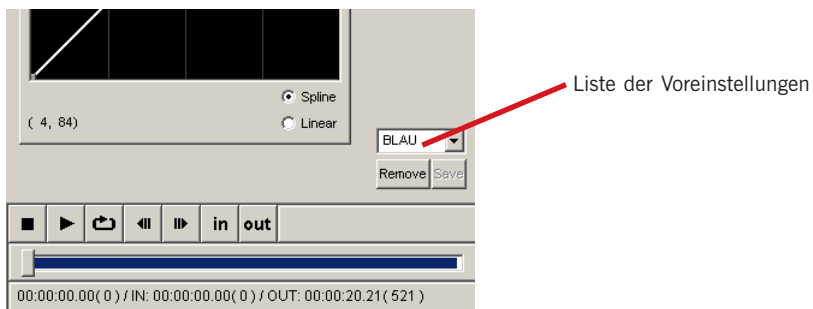 Spline
( 4, 84)
Linear
Liste der Voreinstellungen
BLAU
Remove Save
in out
00:00:00.00( 0 ) / IN: 00:00:00.00( 0 ) / OUT: 00:00:20.21( 521 )